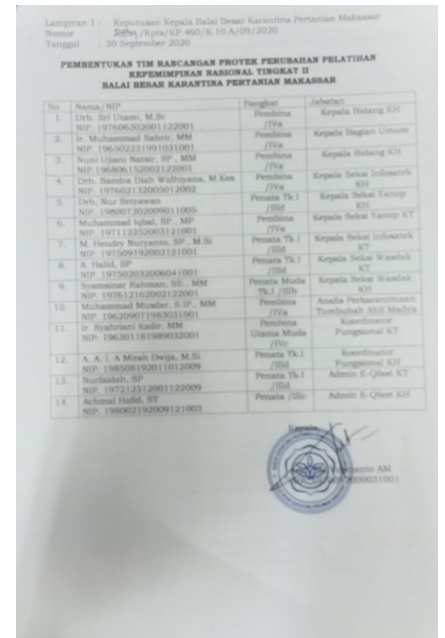 Lampiran I : Keputusan Kepala Balai Besar Karantina Pertanian Makassar
Nomor : /Kpts/KP.460/K.10.A/09/2020
Tanggal : 30 September 2020
PEMBENTUKAN TIM RANCANGAN PROYEK PERUBAHAN PELATIHAN
KEPEMIMPINAN NASIONAL TINGKAT II
BALAI BESAR KARANTINA PERTANIAN MAKASSAR
No Nama/NIP Pangkat Jabatan
1. Drh. Sri Utami, M.Sc Pembina Kepala Bidang KH
NIP. 197606302001122001 /IVa
2. Ir. Muhammad Sahrir, MM Pembina Kepala Bagian Umum
NIP. 196502231991031001 /IVa
3. Nuni Ujiani Natsir, SP , MM Pembina Kepala Bidang KH
NIP. 196806152002122001 /IVa
4. Drh. Sandra Diah Widhiyana, M.Kes Pembina Kepala Seksi Infosarek
NIP. 197602132003012002 /IVa KH
5. Drh. Nur Setyawan Penata Tk.I Kepala Seksi Yanop
NIP. 198007302009011005 /IIId KH
6. Muhammad Iqbal, SP., MP Pembina Kepala Seksi Yanop KT
NIP. 1971112252003121001 /IVa
7. M. Hendry Nuryanto, SP., M.Si Penata Tk.I Kepala Seksi Infosatek
NIP. 197509192003121001 /IIId KT
8. A. Halid, SP Penata Tk.I Kepala Seksi Wasdak
NIP. 197502032006041001 /IIId KT
9. Syamsinar Rahman, SE., MM Penata Muda Kepala Seksi Wasdak
NIP. 197612162002122001 Tk.I /IIIb KH
10. Muhammad Musdar, S.IP., MM Pembina Analis Perkarantinaan
NIP. 196209071983031001 /IVa Tumbuhan Ahli Madya
11. Ir. Syahriani Kadir, MM Pembina Koordinator
NIP. 196301181989032001 Utama Muda Fungsional KT
/IVc
12. A. A. I. A Mirah Dwija, M.Si Penata Tk.I Koordinator
NIP. 198508192011012009 /IIId Fungsional KH
13. Nurfaidah, SP Penata Tk.I Admin E-Qfast KT
NIP. 197212312001122009 /IIId
14. Achmal Hafid, ST Penata /IIIc Admin E-Qfast KH
NIP. 198002192009121003
Kepala
AM